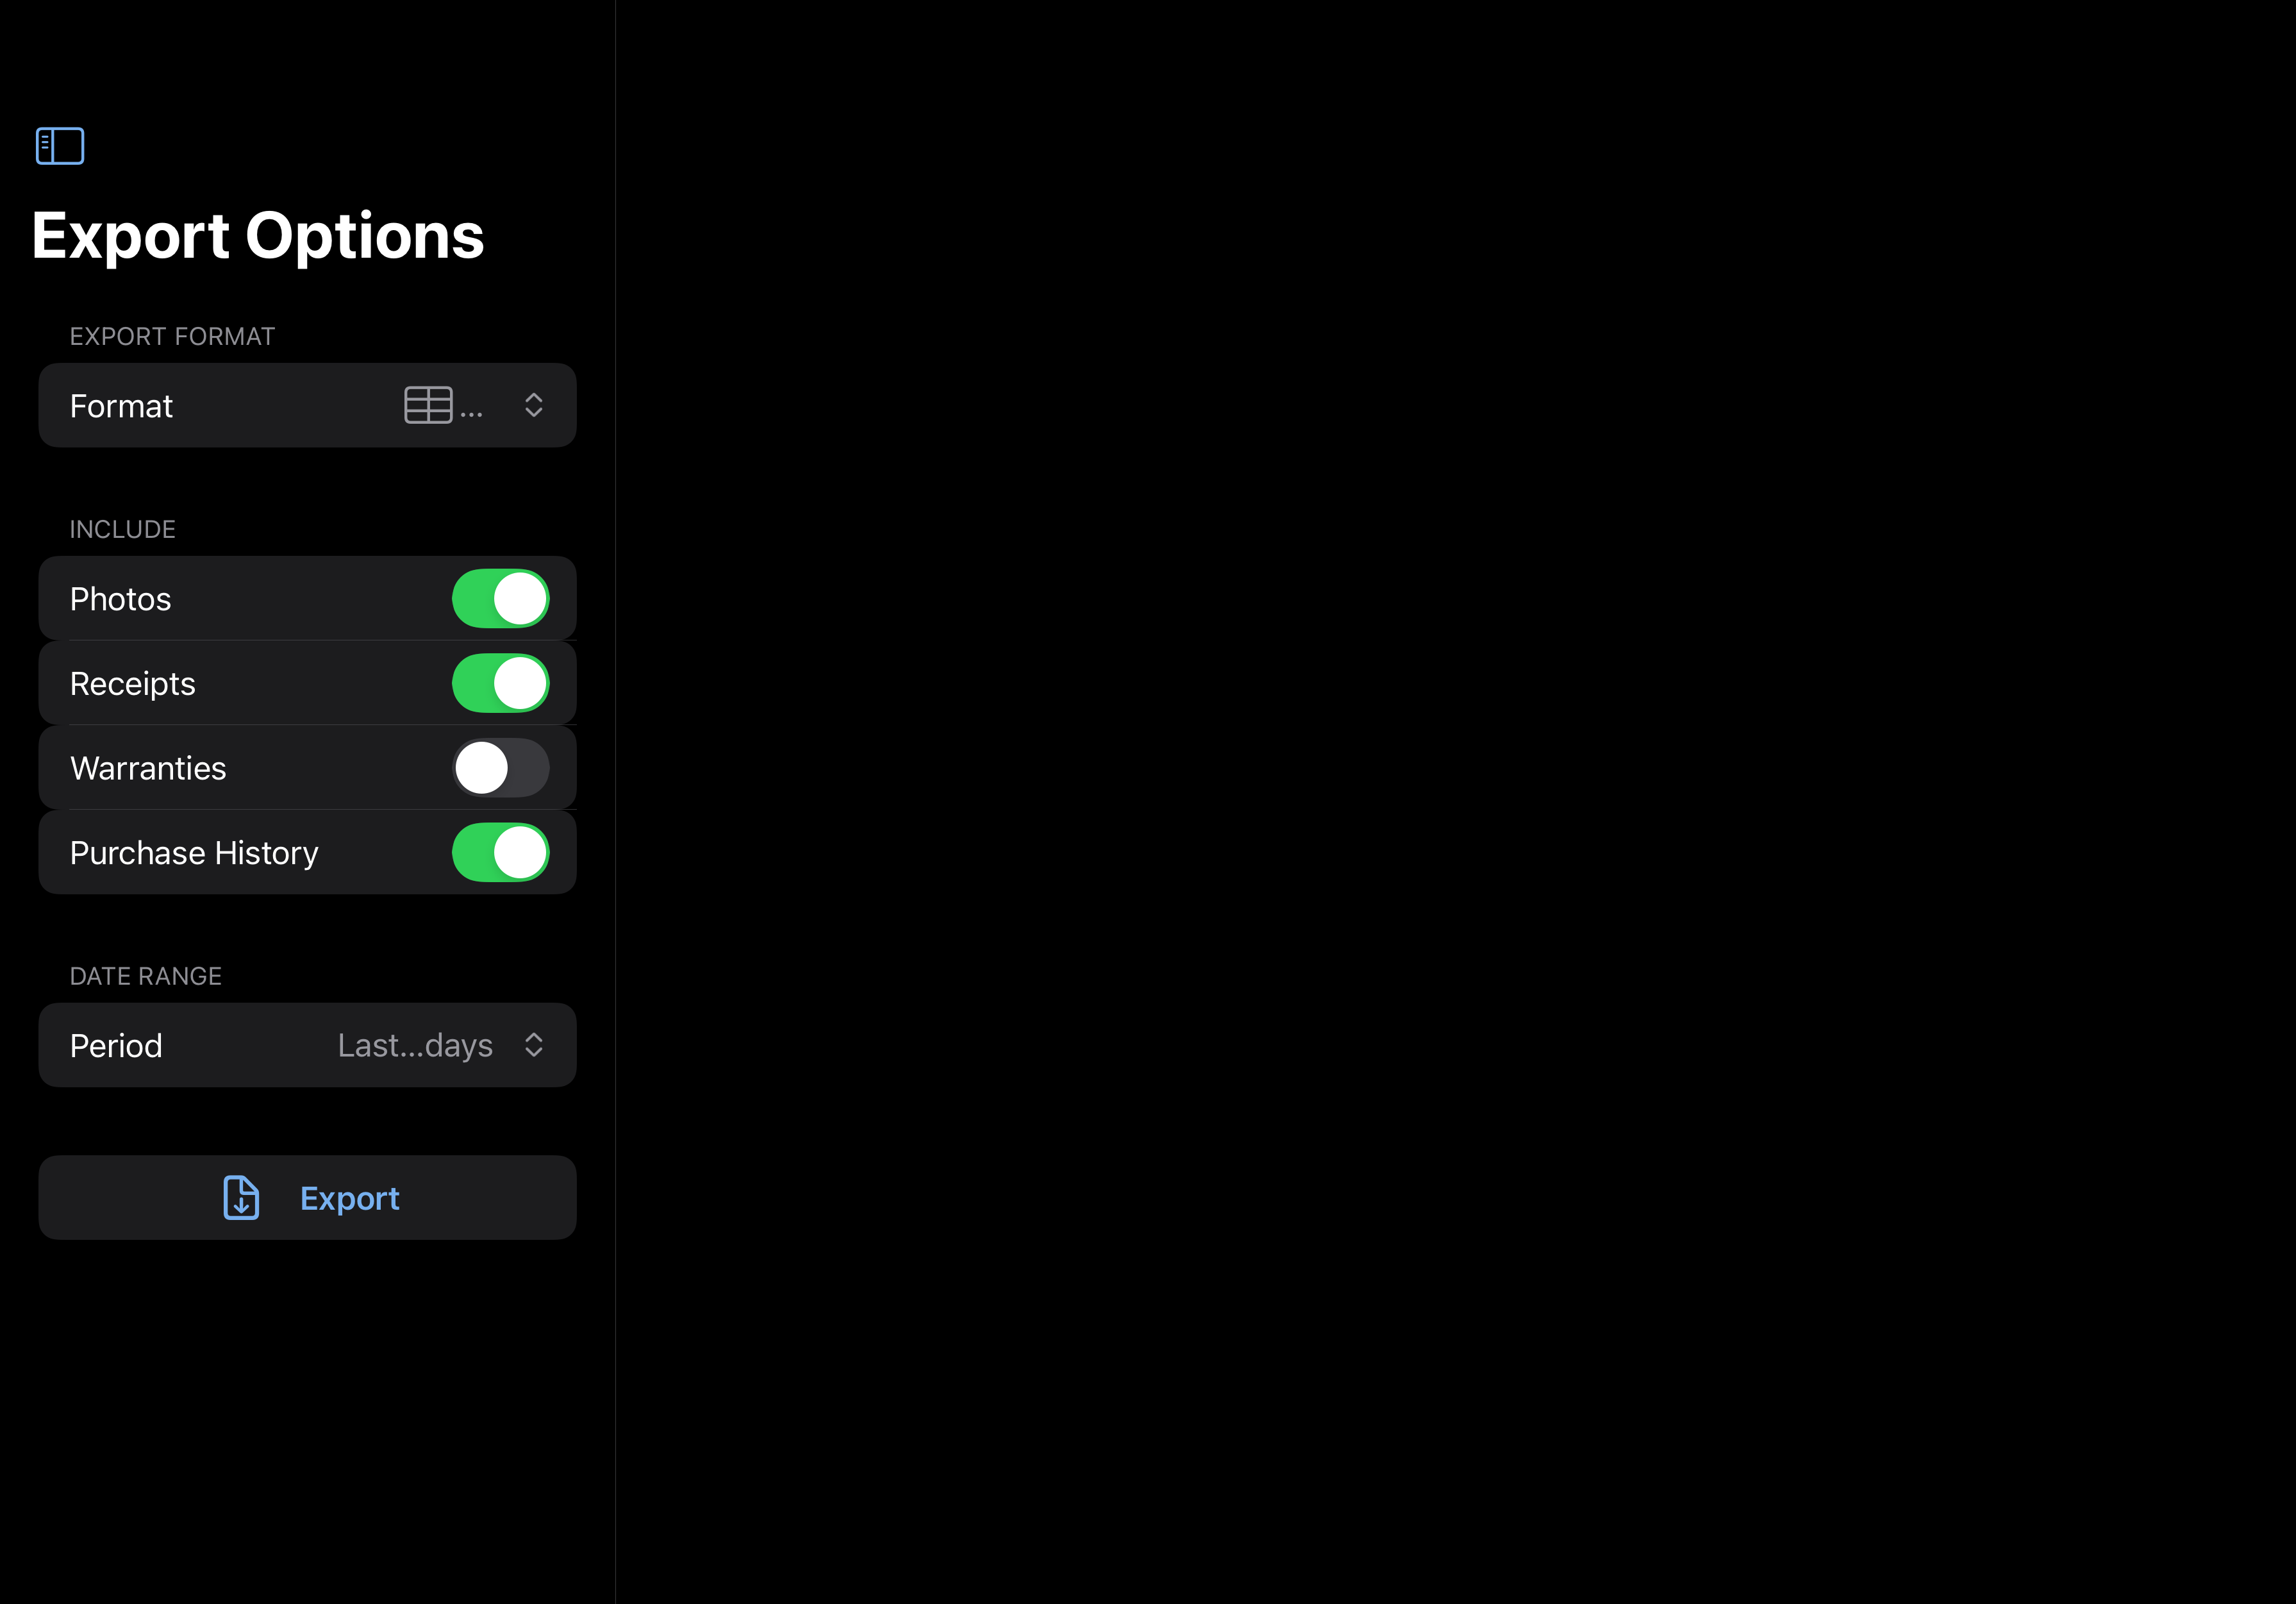 Export Options
EXPORT FORMAT
Format ...
INCLUDE
Photos
Receipts
Warranties
Purchase History
DATE RANGE
Period Last...days
Export